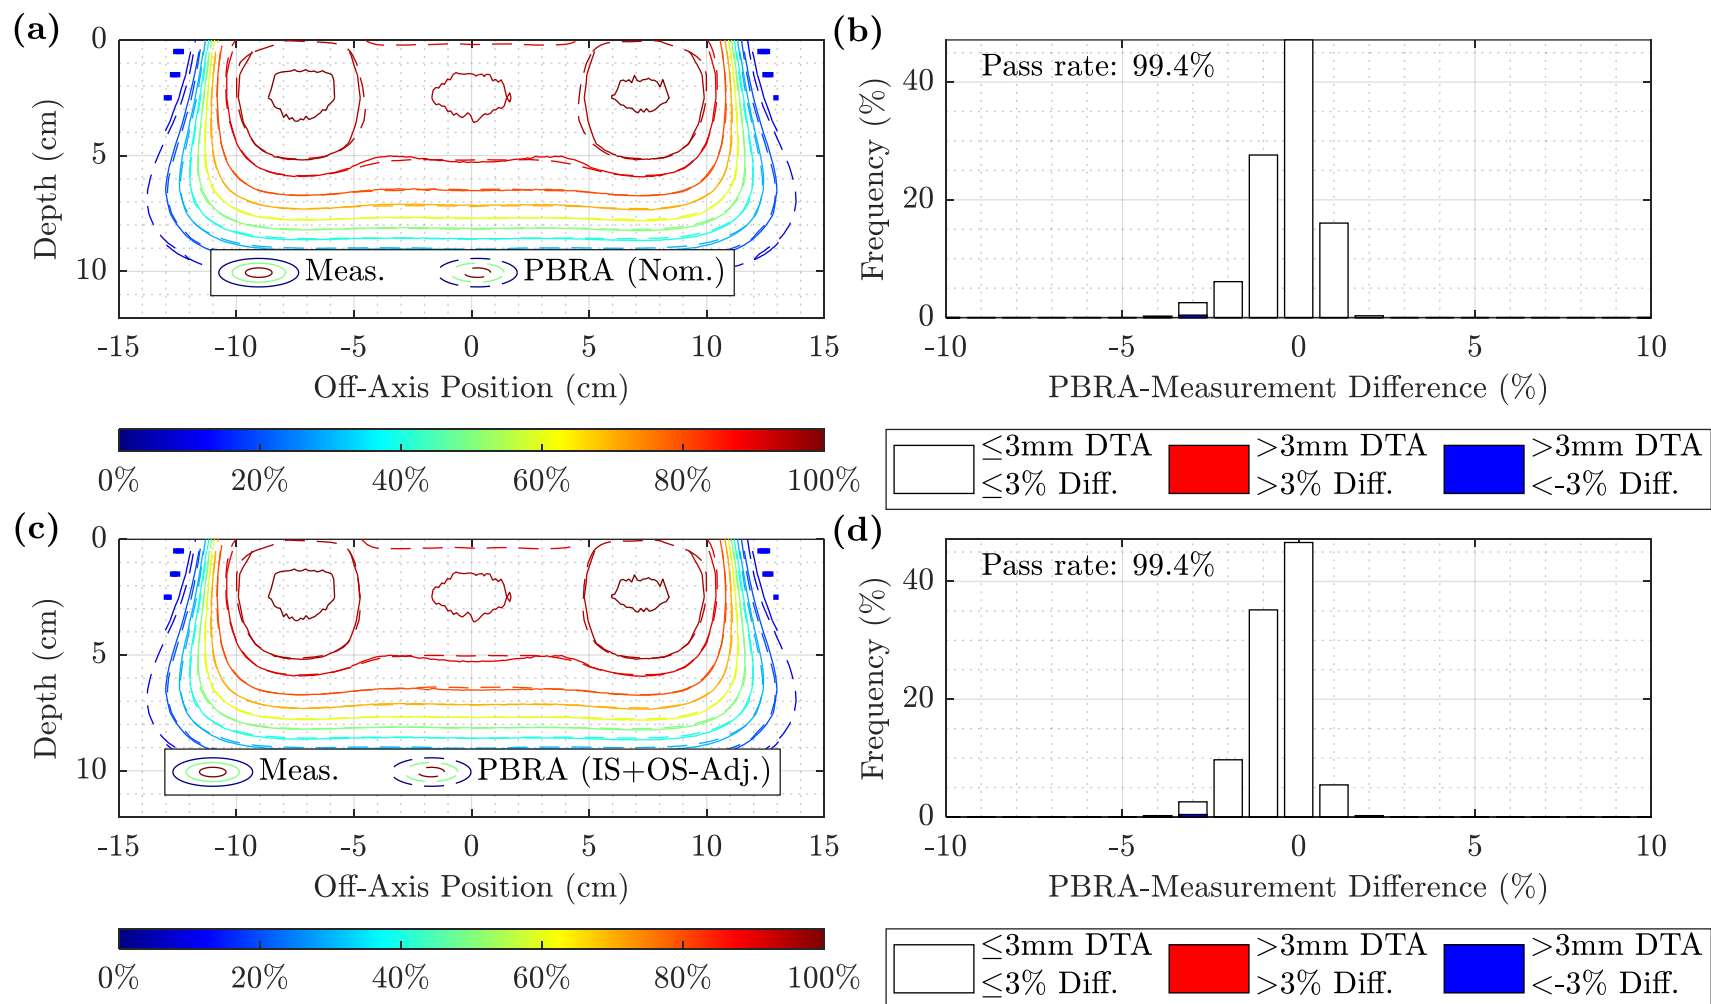 (a)
0
5
10
Depth (cm)
Meas.
PBRA (Nom.)
-15 -10 -5 0 5 10 15
Off-Axis Position (cm)
0% 20% 40% 60% 80% 100%
(b)
Pass rate: 99.4%
40
20
0
Frequency (%)
-10 -5 0 5 10
PBRA-Measurement Difference (%)
≤3mm DTA >3mm DTA >3mm DTA
≤3% Diff. >3% Diff. <-3% Diff.
(c)
0
5
10
Depth (cm)
Meas.
PBRA (IS+OS-Adj.)
-15 -10 -5 0 5 10 15
Off-Axis Position (cm)
0% 20% 40% 60% 80% 100%
(d)
Pass rate: 99.4%
40
20
0
Frequency (%)
-10 -5 0 5 10
PBRA-Measurement Difference (%)
≤3mm DTA >3mm DTA >3mm DTA
≤3% Diff. >3% Diff. <-3% Diff.